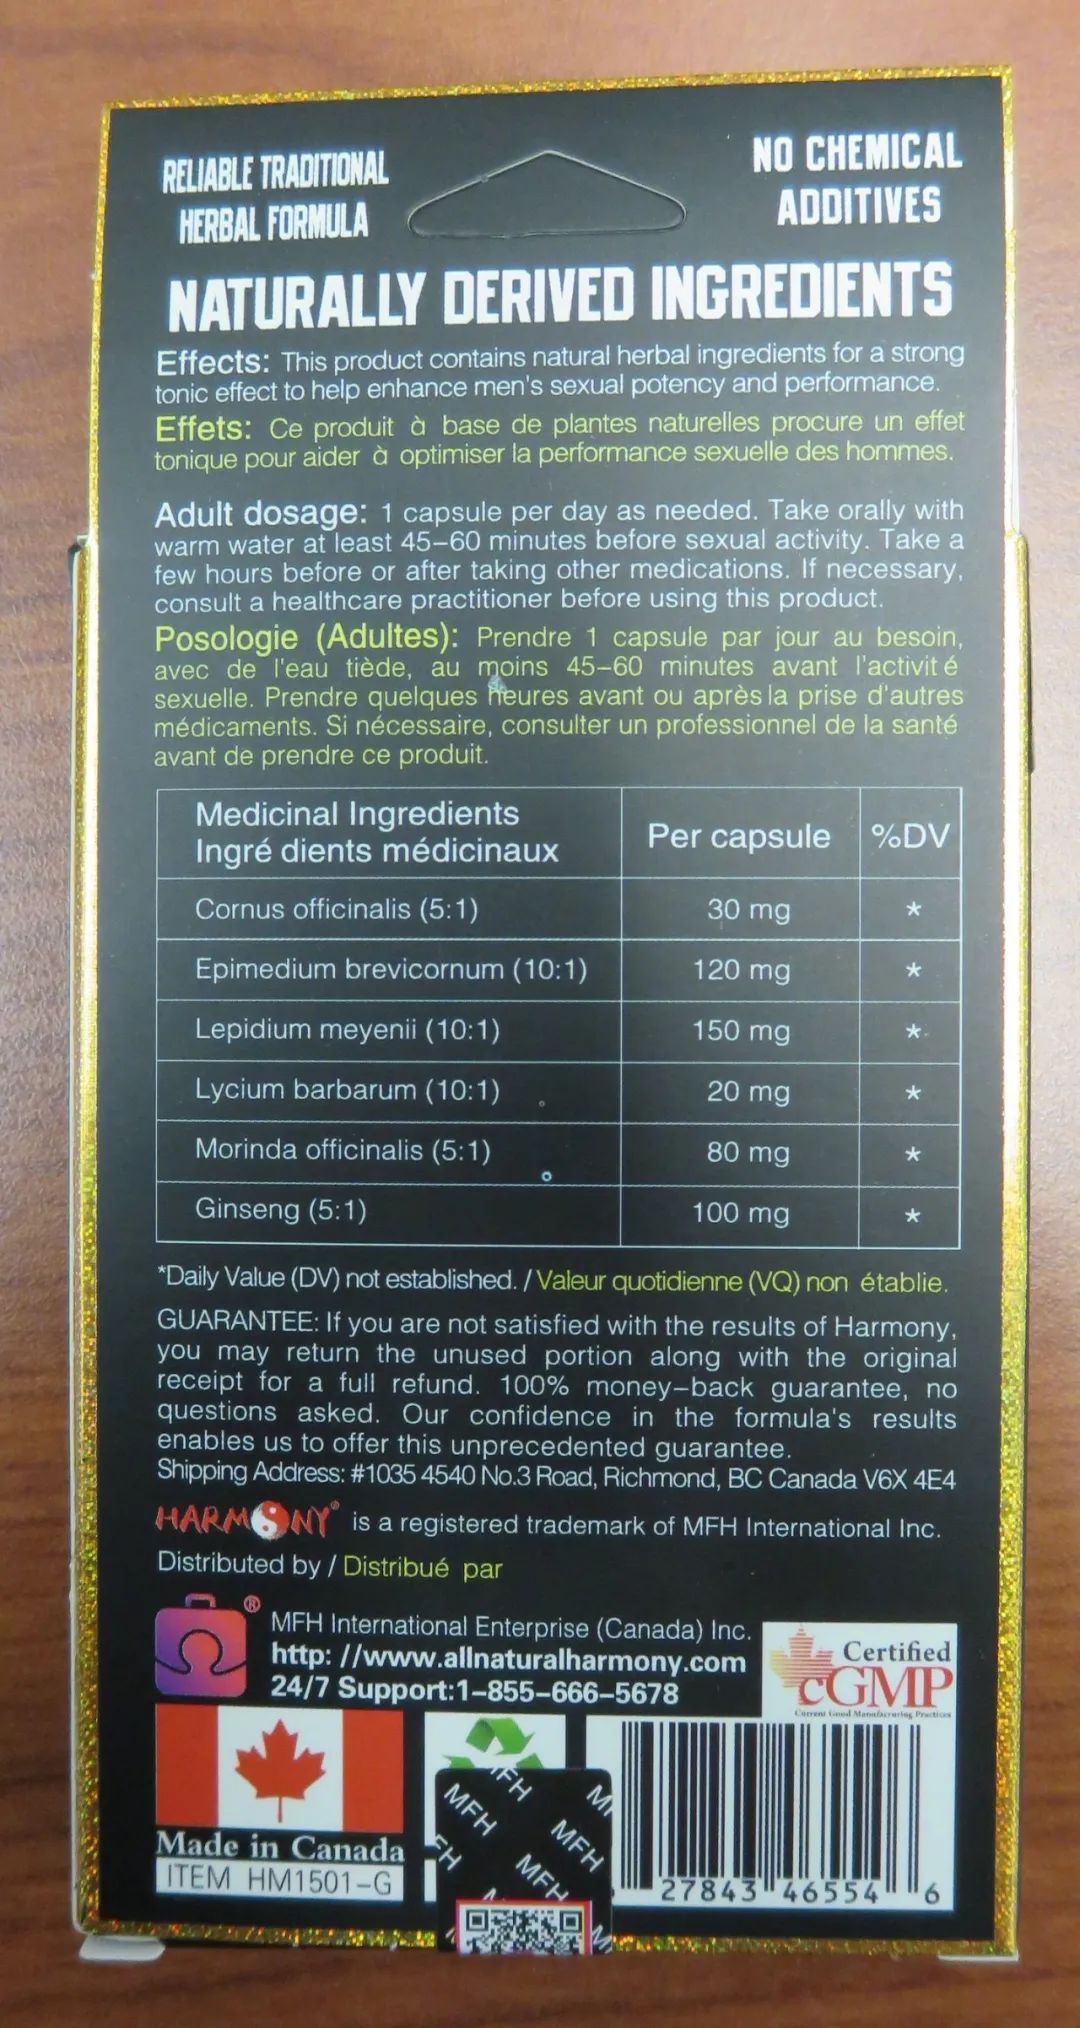 RELIABLE TRADITIONAL
HERBAL FORMULA
NO CHEMICAL
ADDITIVES
NATURALLY DERIVED INGREDIENTS
Effects: This product contains natural herbal ingredients for a strong
tonic effect to help enhance men's sexual potency and performance.
Effets: Ce produit à base de plantes naturelles procure un effet
tonique pour aider à optimiser la performance sexuelle des hommes.
Adult dosage: 1 capsule per day as needed. Take orally with
warm water at least 45–60 minutes before sexual activity. Take a
few hours before or after taking other medications. If necessary,
consult a healthcare practitioner before using this product.
Posologie (Adultes): Prendre 1 capsule par jour au besoin,
avec de l'eau tiède, au moins 45–60 minutes avant l'activit é
sexuelle. Prendre quelques heures avant ou après la prise d'autres
médicaments. Si nécessaire, consulter un professionnel de la santé
avant de prendre ce produit.
Medicinal Ingredients
Ingré dients médicinaux
Per capsule
%DV
Cornus officinalis (5:1) 30 mg *
Epimedium brevicornum (10:1) 120 mg *
Lepidium meyenii (10:1) 150 mg *
Lycium barbarum (10:1) 20 mg *
Morinda officinalis (5:1) 80 mg *
Ginseng (5:1) 100 mg *
*Daily Value (DV) not established. / Valeur quotidienne (VQ) non établie.
GUARANTEE: If you are not satisfied with the results of Harmony,
you may return the unused portion along with the original
receipt for a full refund. 100% money–back guarantee, no
questions asked. Our confidence in the formula's results
enables us to offer this unprecedented guarantee.
Shipping Address: #1035 4540 No.3 Road, Richmond, BC Canada V6X 4E4
HARMONY® is a registered trademark of MFH International Inc.
Distributed by / Distribué par
®
MFH International Enterprise (Canada) Inc.
http: //www.allnaturalharmony.com
24/7 Support:1–855–666–5678
Certified
cGMP
Current Good Manufacturing Practices
Made in Canada
ITEM HM1501–G
MFH
MFH
MFH
27843 46554 6